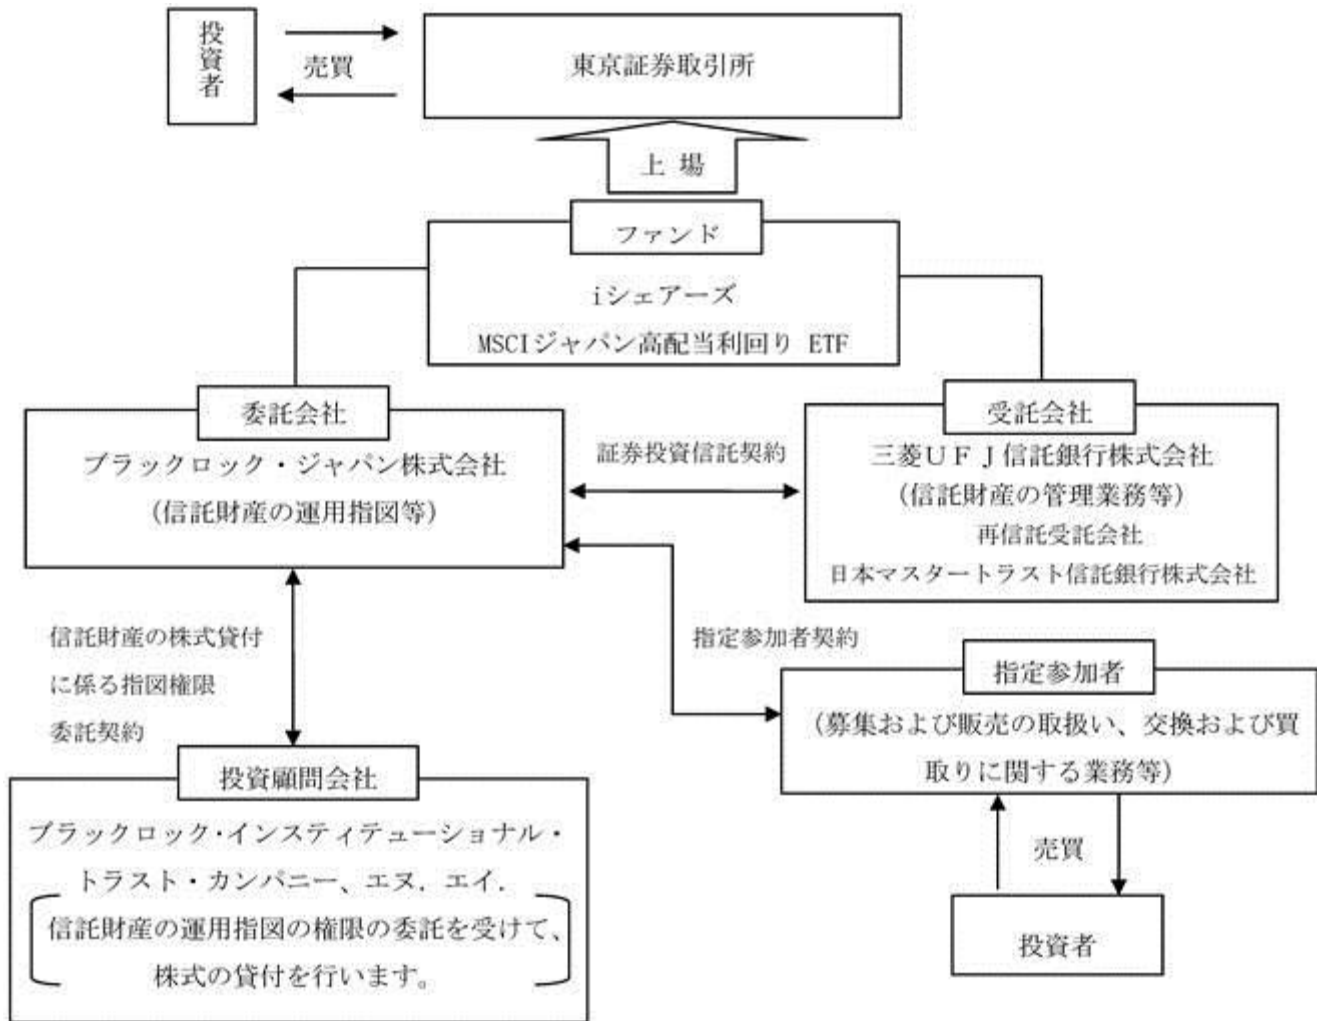 投資者
売買
東京証券取引所
上 場
ファンド
iシェアーズ
MSCIジャパン高配当利回り ETF
委託会社
ブラックロック・ジャパン株式会社
(信託財産の運用指図等)
証券投資信託契約
受託会社
三菱ＵＦＪ信託銀行株式会社
(信託財産の管理業務等)
再信託受託会社
日本マスタートラスト信託銀行株式会社
信託財産の株式貸付
に係る指図権限
委託契約
指定参加者契約
指定参加者
(募集および販売の取扱い、交換および買
取りに関する業務等)
売買
投資者
投資顧問会社
ブラックロック・インスティテューショナル・
トラスト・カンパニー、エヌ．エイ．
信託財産の運用指図の権限の委託を受けて、
株式の貸付を行います。